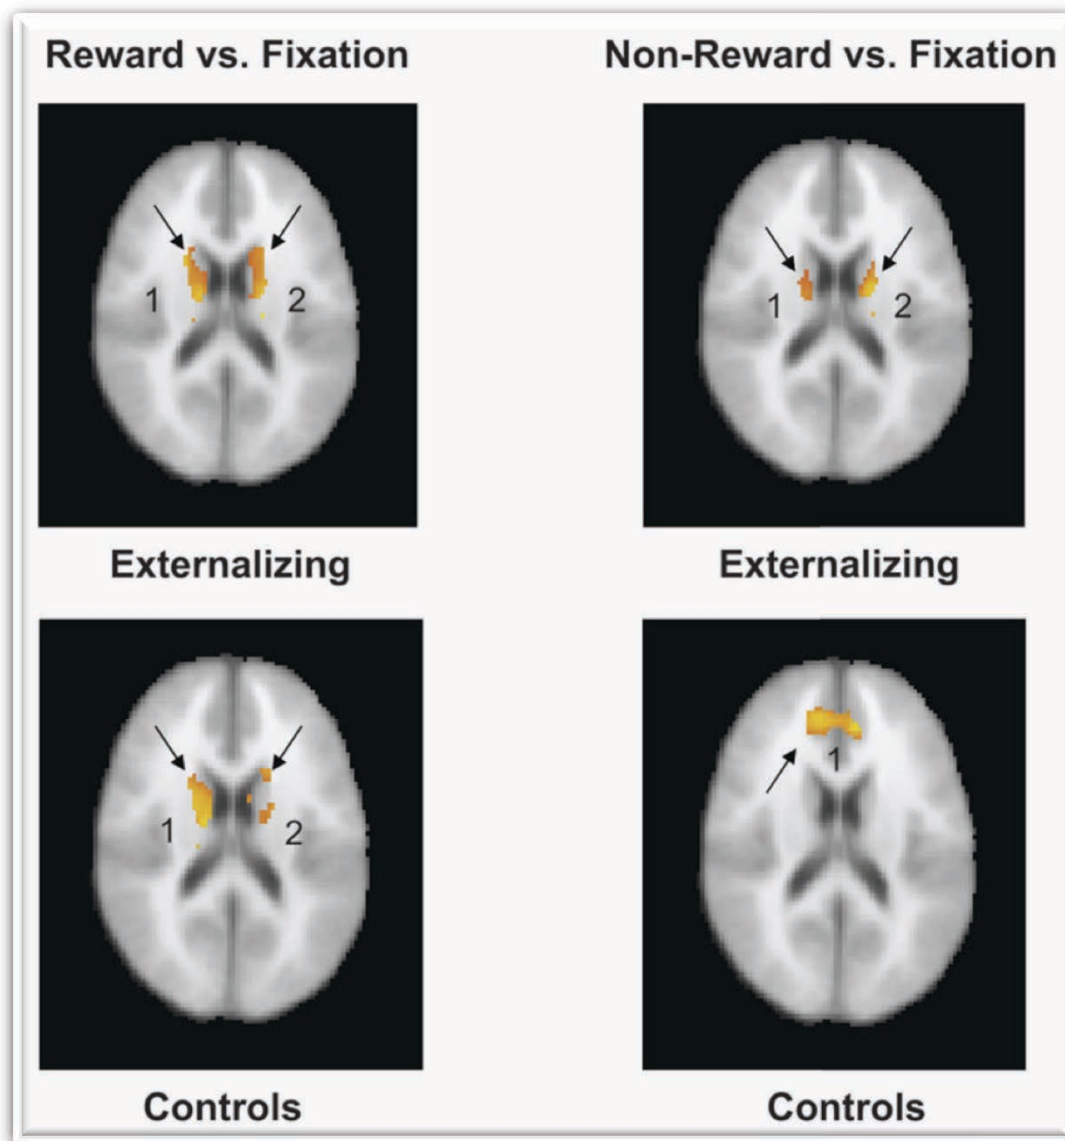 Reward vs. Fixation
Non-Reward vs. Fixation
1
2
1
2
Externalizing
Externalizing
1
2
1
Controls
Controls